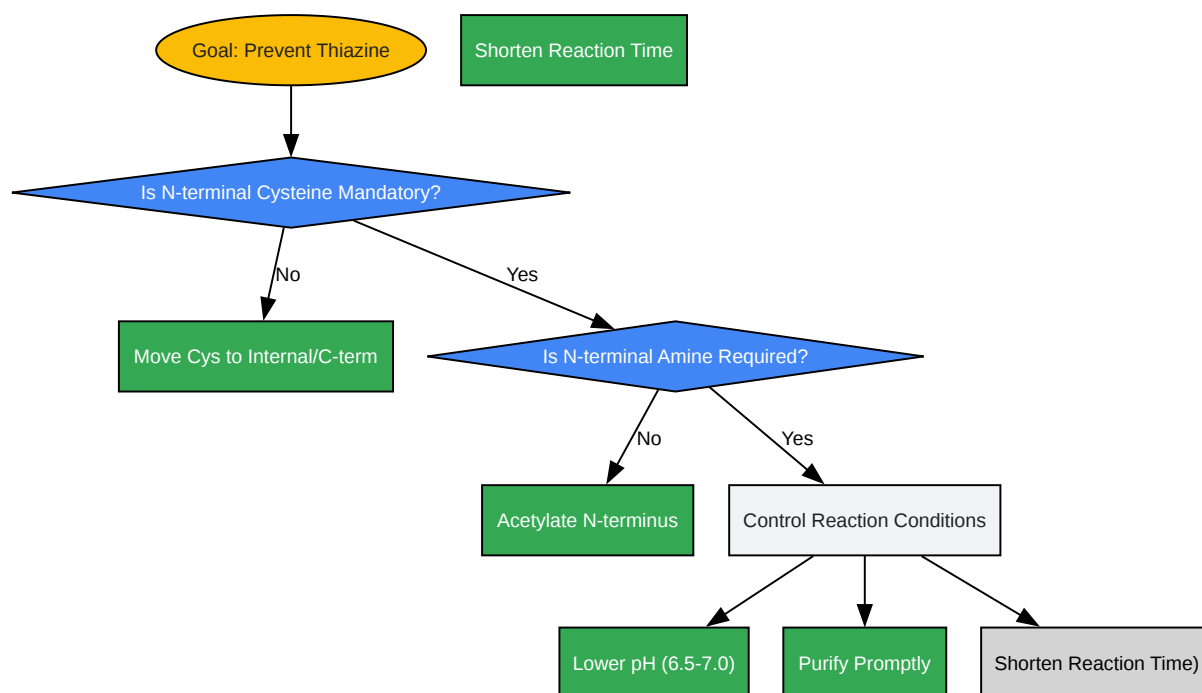 Goal: Prevent Thiazine
Shorten Reaction Time
Is N-terminal Cysteine Mandatory?
No
Yes
Move Cys to Internal/C-term
Is N-terminal Amine Required?
No
Yes
Acetylate N-terminus
Control Reaction Conditions
Lower pH (6.5-7.0)
Purify Promptly
Shorten Reaction Time)